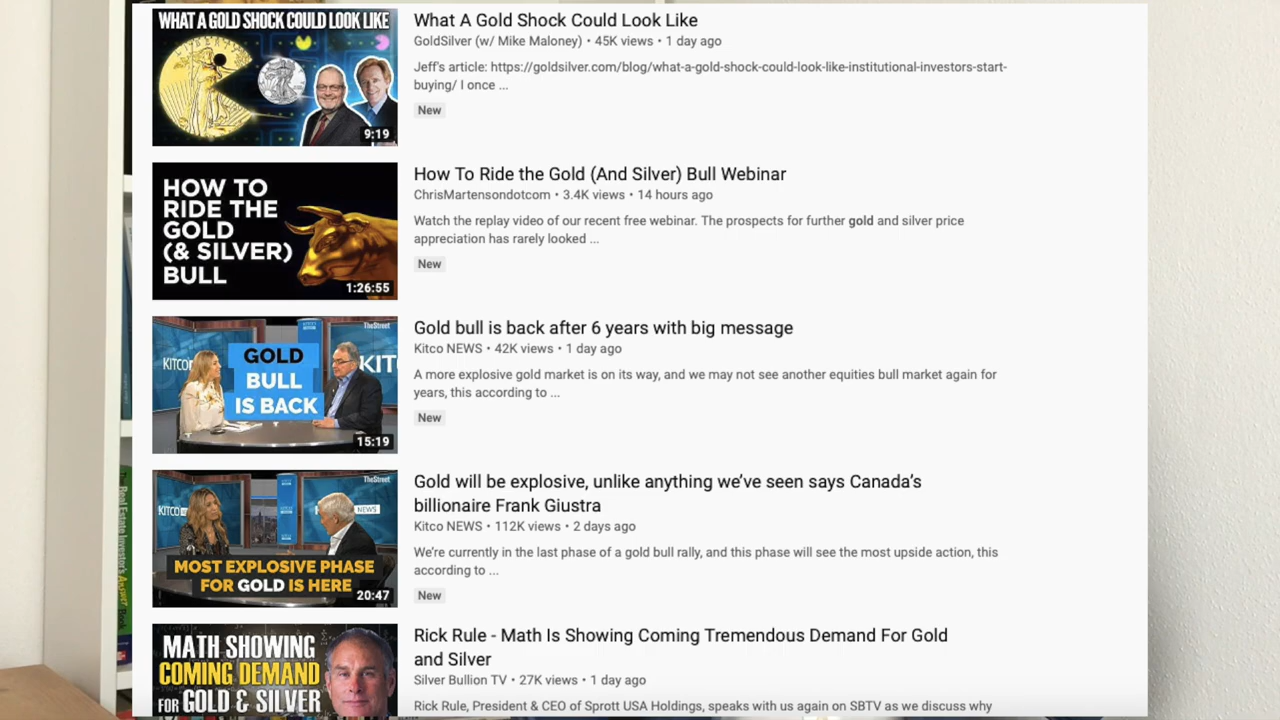 WHAT A GOLD SHOCK COULD LOOK LIKE
9:19
What A Gold Shock Could Look Like
GoldSilver (w/ Mike Maloney) • 45K views • 1 day ago
Jeff's article: https://goldsilver.com/blog/what-a-gold-shock-could-look-like-institutional-investors-start-
buying/ I once ...
New
HOW TO
RIDE THE
GOLD
(& SILVER)
BULL
1:26:55
How To Ride the Gold (And Silver) Bull Webinar
ChrisMartensondotcom • 3.4K views • 14 hours ago
Watch the replay video of our recent free webinar. The prospects for further gold and silver price
appreciation has rarely looked ...
New
TheStreet
KITCO
KIT
GOLD
BULL
IS BACK
15:19
Gold bull is back after 6 years with big message
Kitco NEWS • 42K views • 1 day ago
A more explosive gold market is on its way, and we may not see another equities bull market again for
years, this according to ...
New
TheStreet
KITCO
NEWS
MOST EXPLOSIVE PHASE
FOR GOLD IS HERE
20:47
Gold will be explosive, unlike anything we've seen says Canada's
billionaire Frank Giustra
Kitco NEWS • 112K views • 2 days ago
We're currently in the last phase of a gold bull rally, and this phase will see the most upside action, this
according to ...
New
MATH SHOWING
COMING DEMAND
FOR GOLD & SILVER
Rick Rule - Math Is Showing Coming Tremendous Demand For Gold
and Silver
Silver Bullion TV • 27K views • 1 day ago
Rick Rule, President & CEO of Sprott USA Holdings, speaks with us again on SBTV as we discuss why
The Real Estate Investor's Answer Book